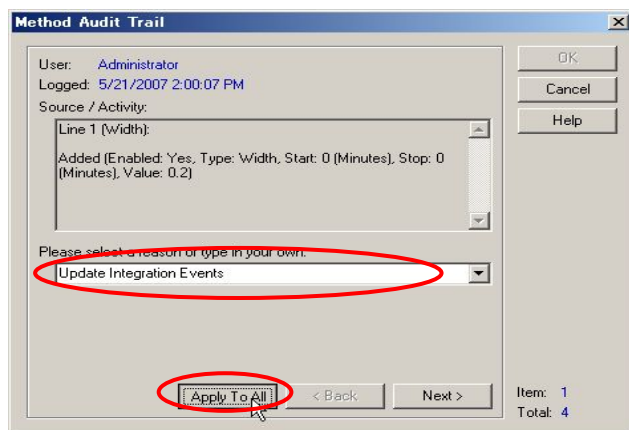 Method Audit Trail
User: Administrator
Logged: 5/21/2007 2:00:07 PM
Source / Activity:
Line 1 (Width):
Added (Enabled: Yes, Type: Width, Start: 0 (Minutes), Stop: 0
(Minutes), Value: 0.2)
Please select a reason or type in your own:
Update Integration Events
Apply To All
< Back
Next >
OK
Cancel
Help
Item: 1
Total: 4